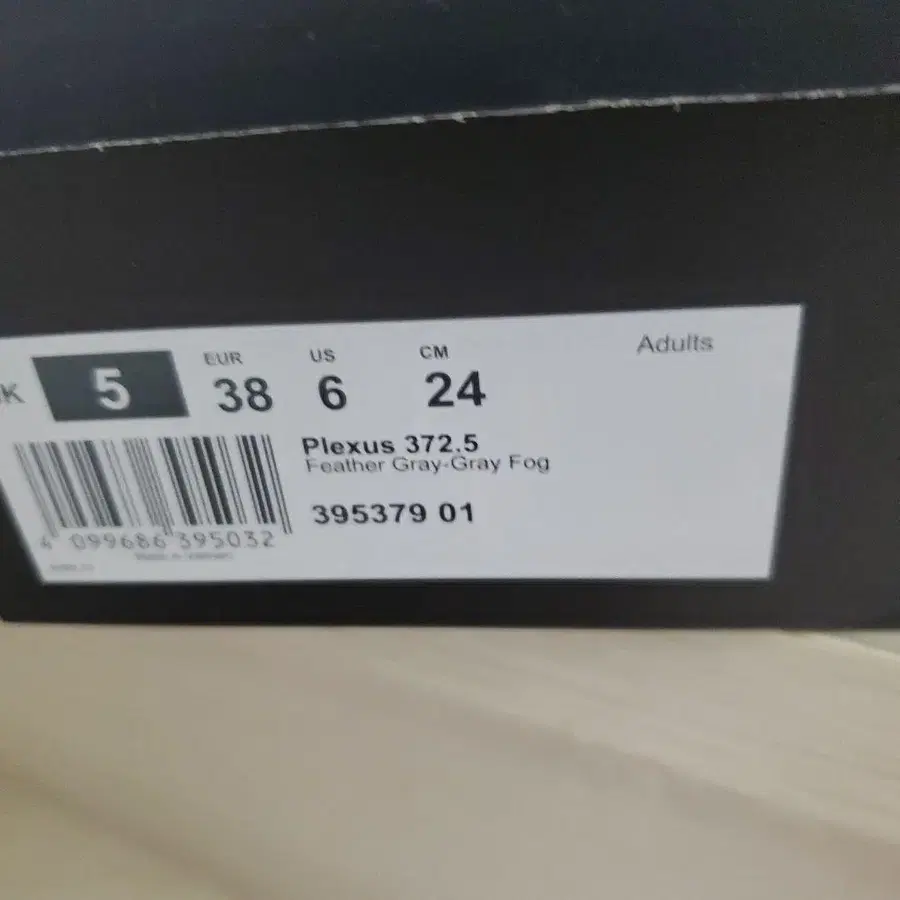 Adults
EUR US CM
K 5 38 6 24
Plexus 372.5
Feather Gray-Gray Fog
395379 01
4 099686 395032